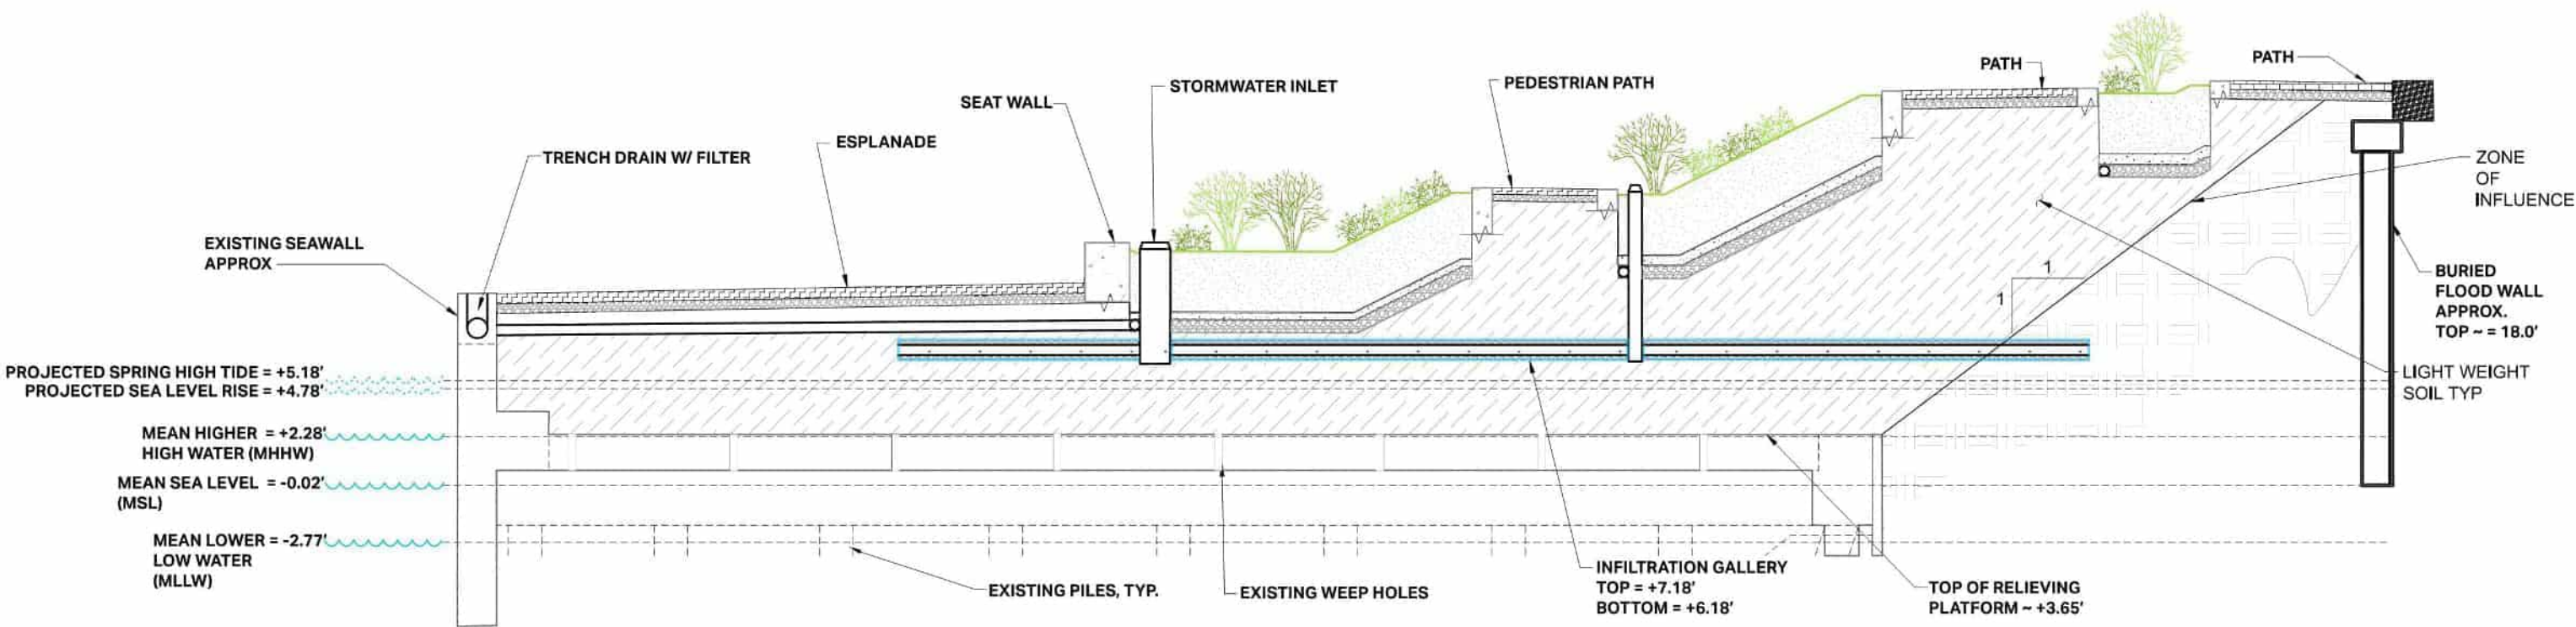 PATH
PATH
PEDESTRIAN PATH
STORMWATER INLET
SEAT WALL
ESPLANADE
TRENCH DRAIN W/ FILTER
ZONE
OF
INFLUENCE
EXISTING SEAWALL
APPROX
1
1
BURIED
FLOOD WALL
APPROX.
TOP ~ = 18.0'
PROJECTED SPRING HIGH TIDE = +5.18'
PROJECTED SEA LEVEL RISE = +4.78'
LIGHT WEIGHT
SOIL TYP
MEAN HIGHER = +2.28'
HIGH WATER (MHHW)
MEAN SEA LEVEL = -0.02'
(MSL)
MEAN LOWER = -2.77'
LOW WATER
(MLLW)
EXISTING PILES, TYP.
EXISTING WEEP HOLES
INFILTRATION GALLERY
TOP = +7.18'
BOTTOM = +6.18'
TOP OF RELIEVING
PLATFORM ~ +3.65'